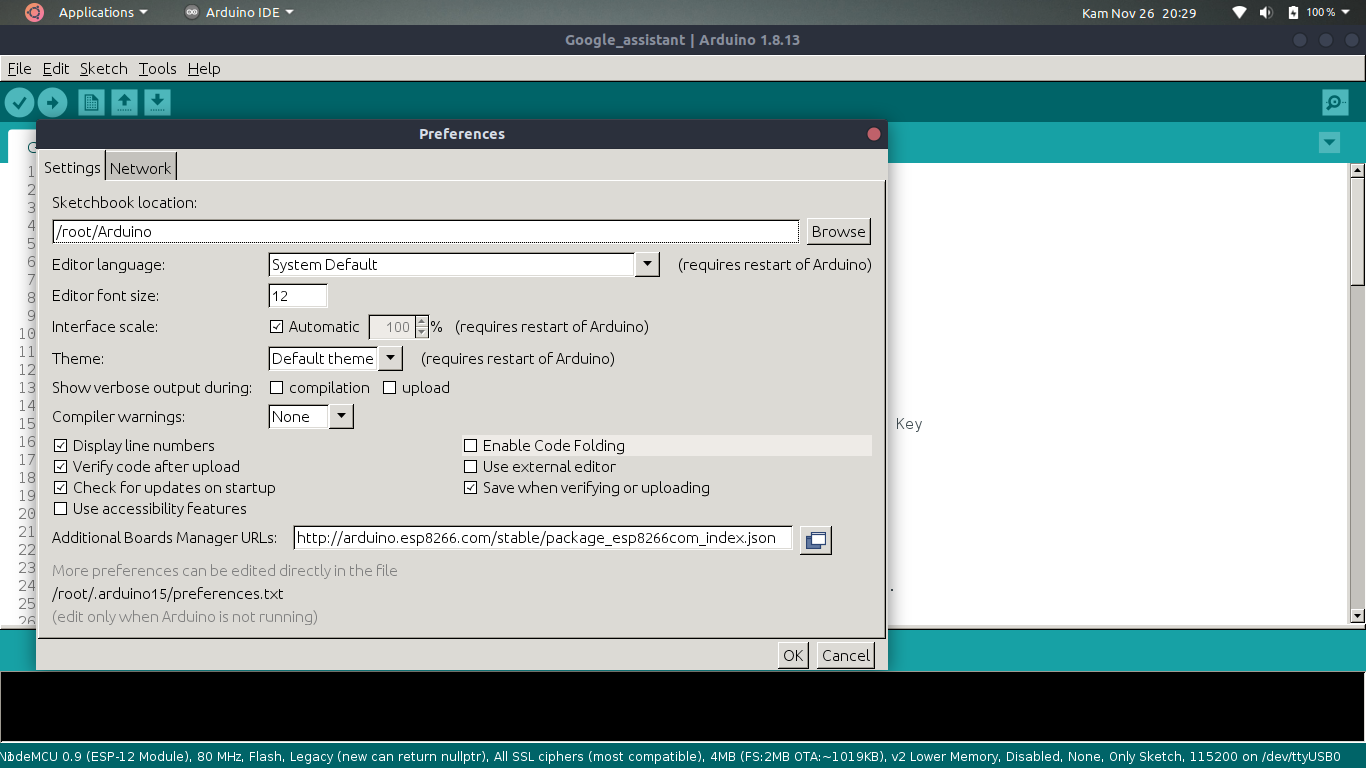 Applications Arduino IDE Kam Nov 26 20:29 100 %
Google_assistant | Arduino 1.8.13
File Edit Sketch Tools Help
Preferences
Settings Network
Sketchbook location:
/root/Arduino Browse
Editor language: System Default (requires restart of Arduino)
Editor font size: 12
Interface scale: Automatic 100 % (requires restart of Arduino)
Theme: Default theme (requires restart of Arduino)
Show verbose output during: compilation upload
Compiler warnings: None
Key
Display line numbers Enable Code Folding
Verify code after upload Use external editor
Check for updates on startup Save when verifying or uploading
Use accessibility features
Additional Boards Manager URLs: http://arduino.esp8266.com/stable/package_esp8266com_index.json
More preferences can be edited directly in the file
/root/.arduino15/preferences.txt
(edit only when Arduino is not running)
OK Cancel
1
2
3
4
5
6
7
8
9
10
11
12
13
14
15
16
17
18
19
20
21
22
23
24
25
26
NodeMCU 0.9 (ESP-12 Module), 80 MHz, Flash, Legacy (new can return nullptr), All SSL ciphers (most compatible), 4MB (FS:2MB OTA:~1019KB), v2 Lower Memory, Disabled, None, Only Sketch, 115200 on /dev/ttyUSB0